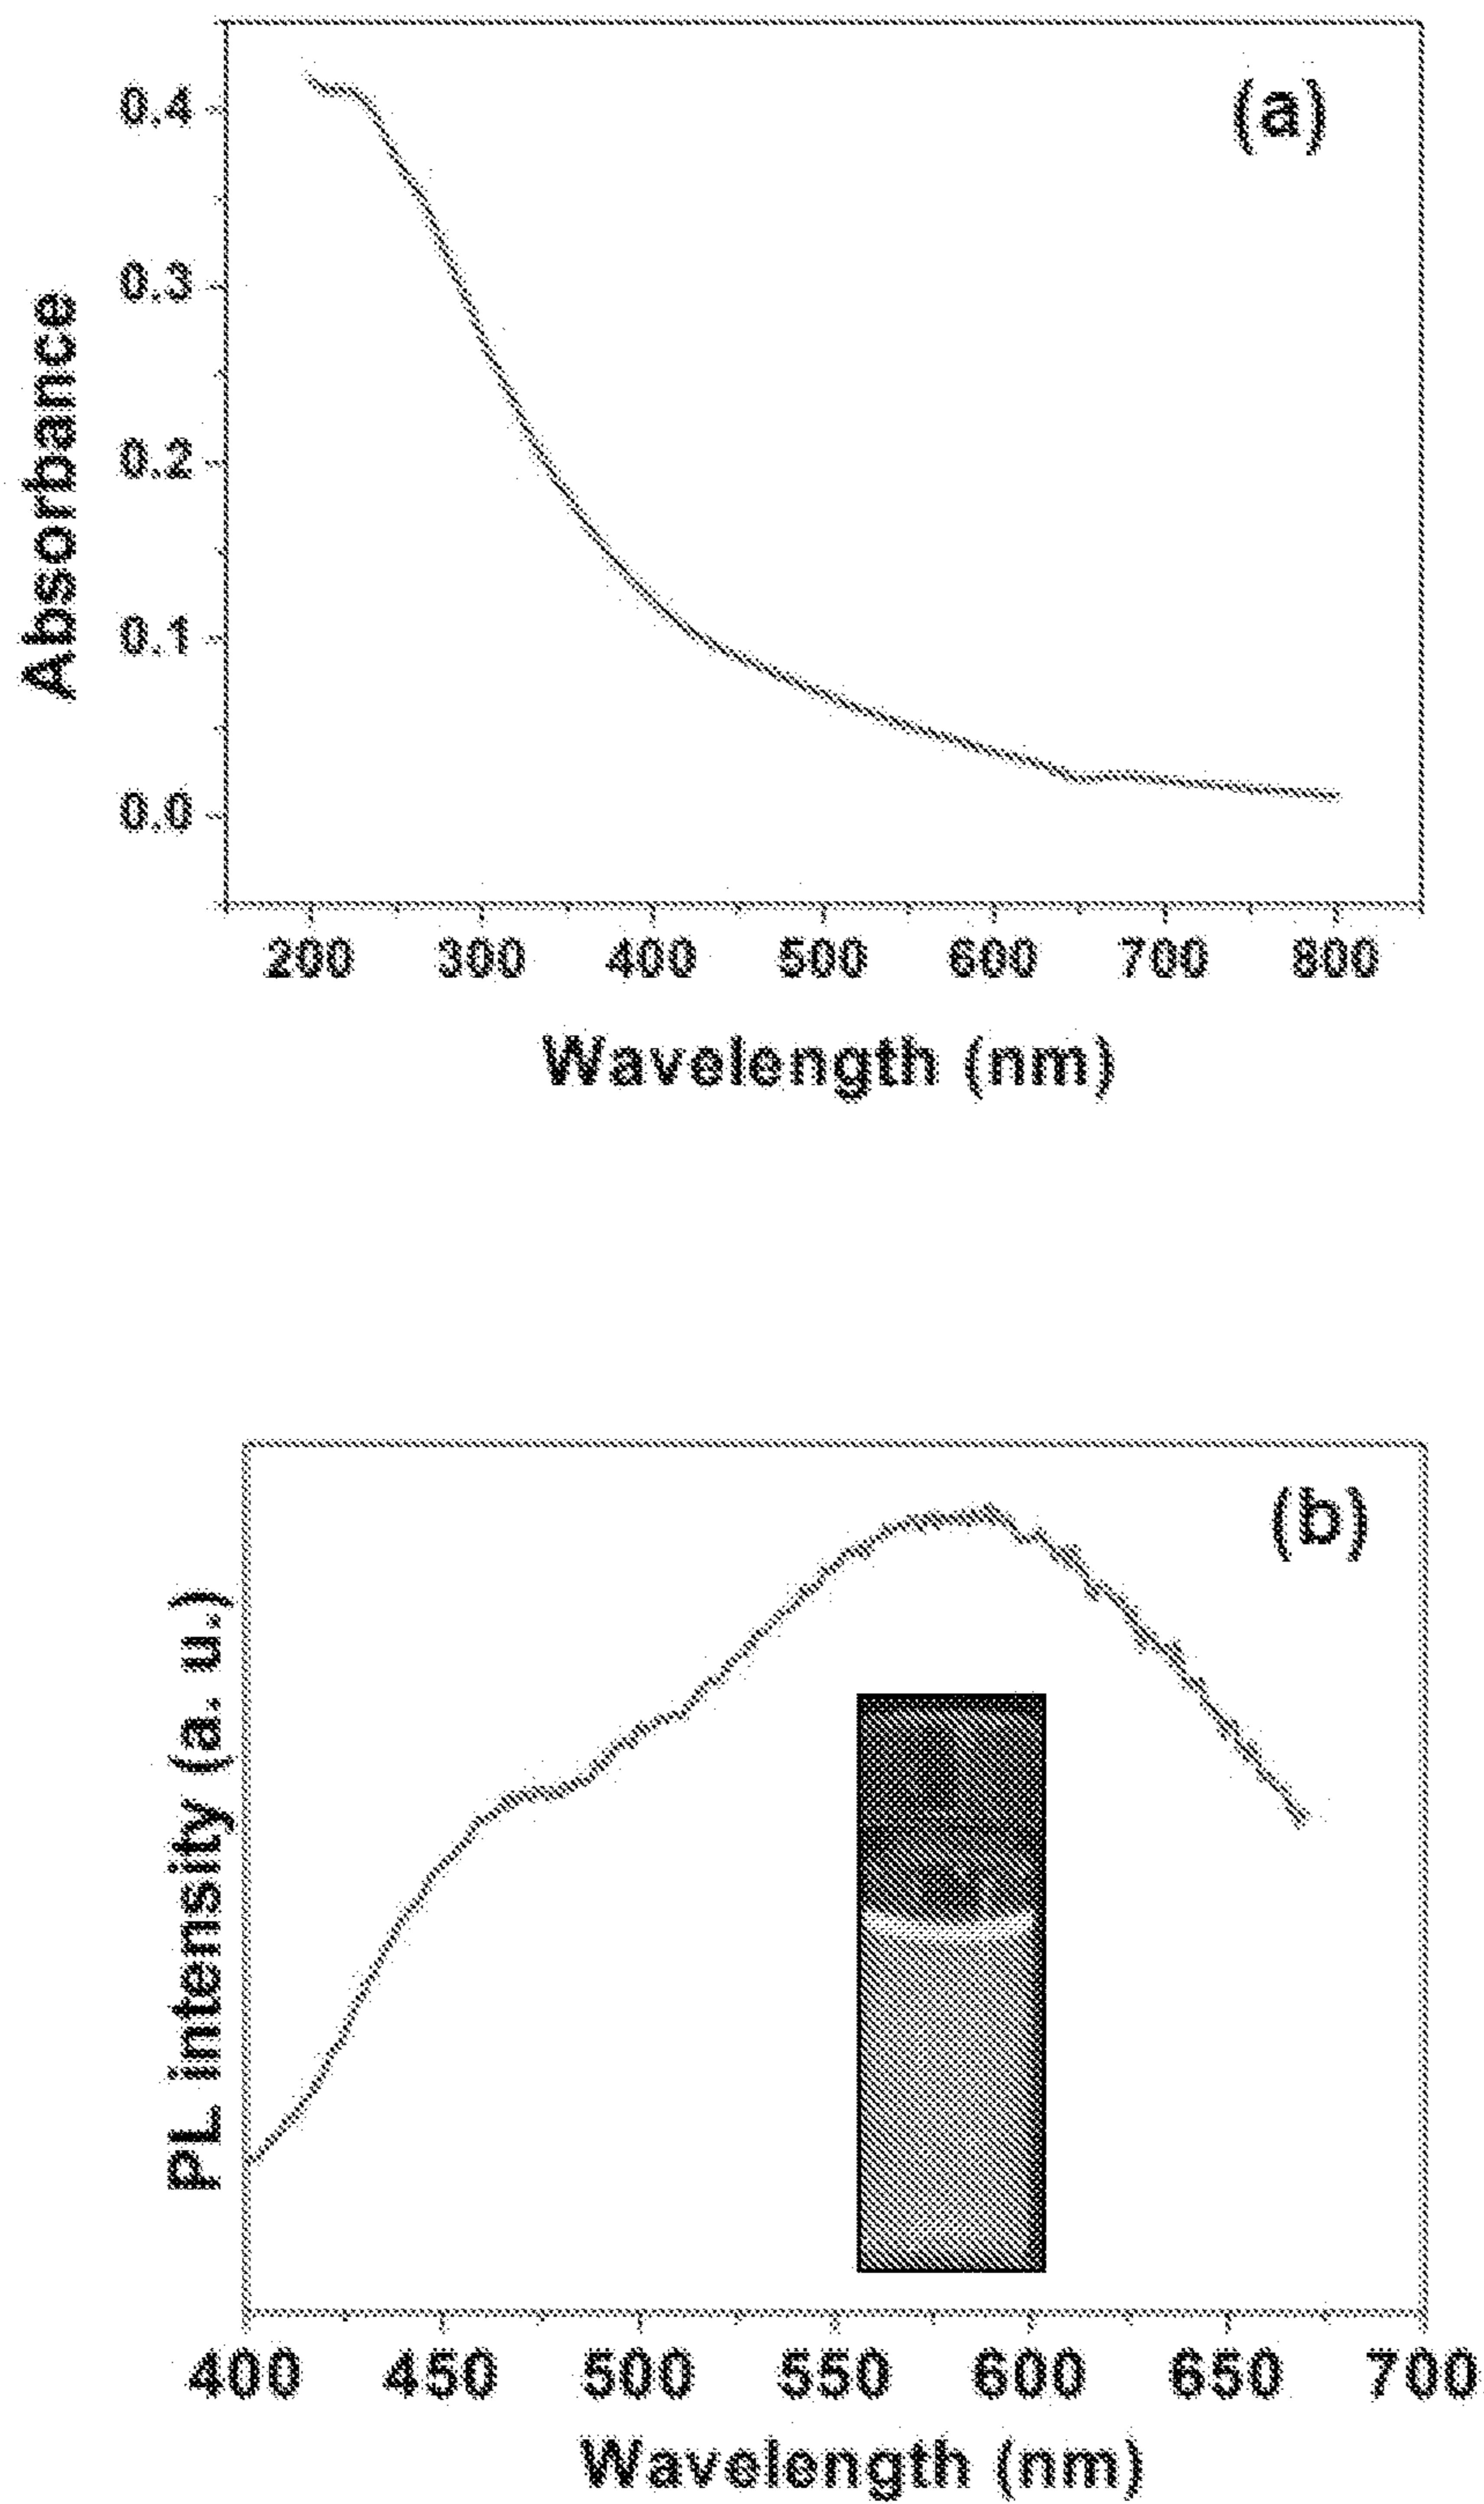 (a)
0.4
0.3
0.2
0.1
0.0
Absorbance
200 300 400 500 600 700 800
Wavelength (nm)
(b)
PL intensity (a. u.)
400 450 500 550 600 650 700
Wavelength (nm)